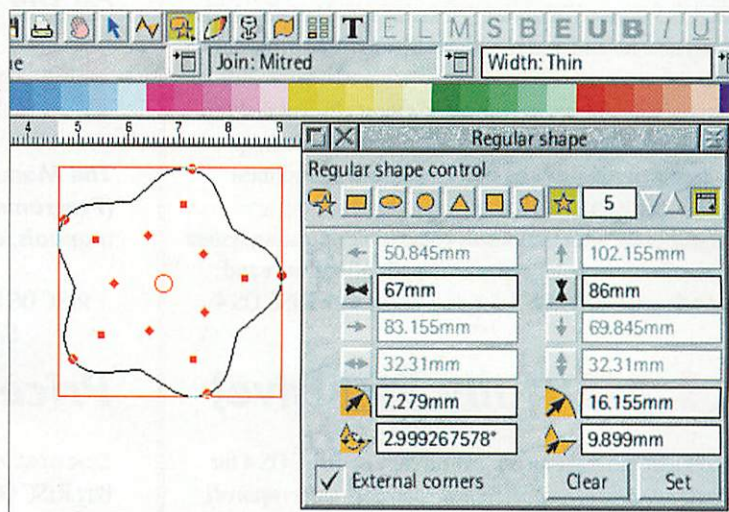 T E L M S B E U B I U
e Join: Mitred Width: Thin
4 5 6 7 8 9
Regular shape
Regular shape control
5
50.845mm 102.155mm
67mm 86mm
83.155mm 69.845mm
32.31mm 32.31mm
7.279mm 16.155mm
2.999267578° 9.899mm
External corners Clear Set